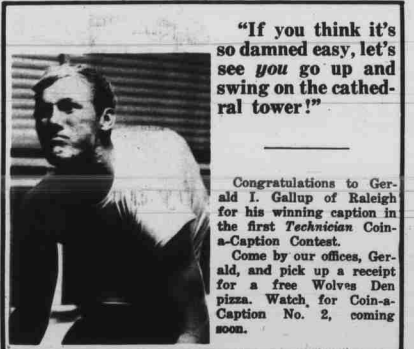 "If you think it's
so damned easy, let's
see you go up and
swing on the cathed-
ral tower!"
Congratulations to Ger-
ald I. Gallup of Raleigh
for his winning caption in
the first Technician Coin-
a-Caption Contest.
Come by our offices, Ger-
ald, and pick up a receipt
for a free Wolves Den
pizza. Watch for Coin-a-
Caption No. 2, coming
soon.